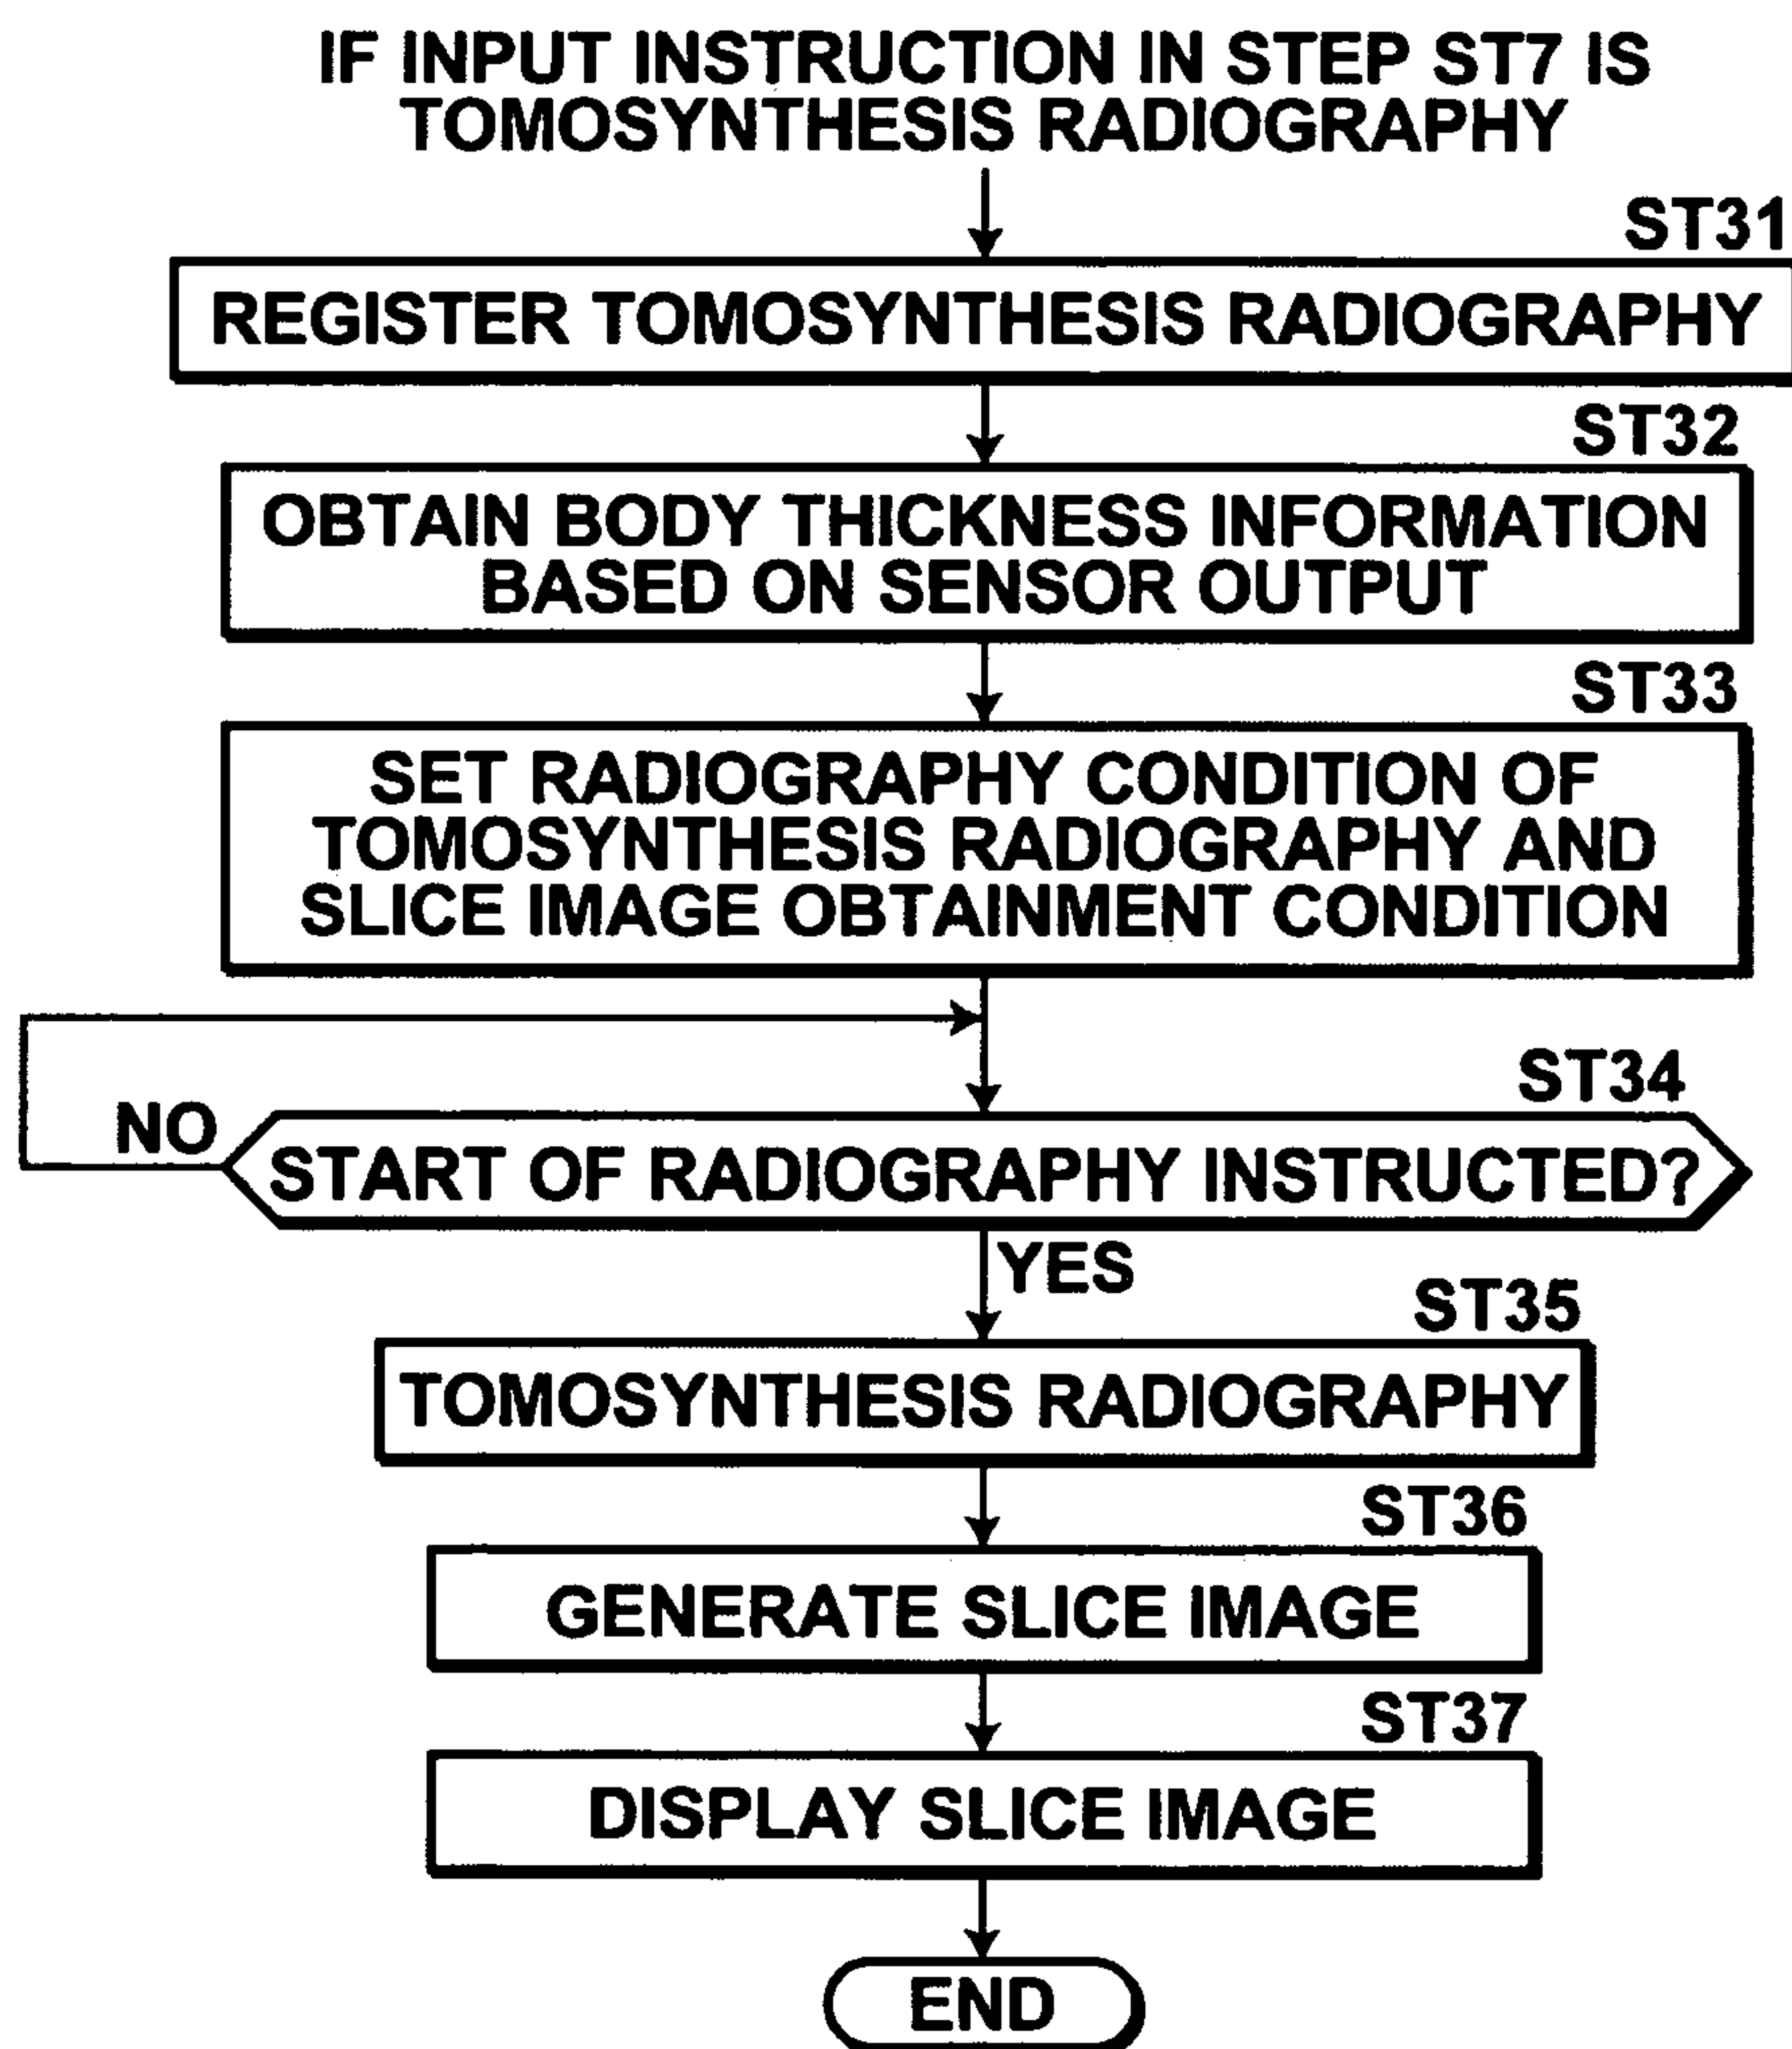 IF INPUT INSTRUCTION IN STEP ST7 IS
TOMOSYNTHESIS RADIOGRAPHY
ST31
REGISTER TOMOSYNTHESIS RADIOGRAPHY
ST32
OBTAIN BODY THICKNESS INFORMATION
BASED ON SENSOR OUTPUT
ST33
SET RADIOGRAPHY CONDITION OF
TOMOSYNTHESIS RADIOGRAPHY AND
SLICE IMAGE OBTAINMENT CONDITION
ST34
NO
START OF RADIOGRAPHY INSTRUCTED?
YES
ST35
TOMOSYNTHESIS RADIOGRAPHY
ST36
GENERATE SLICE IMAGE
ST37
DISPLAY SLICE IMAGE
END